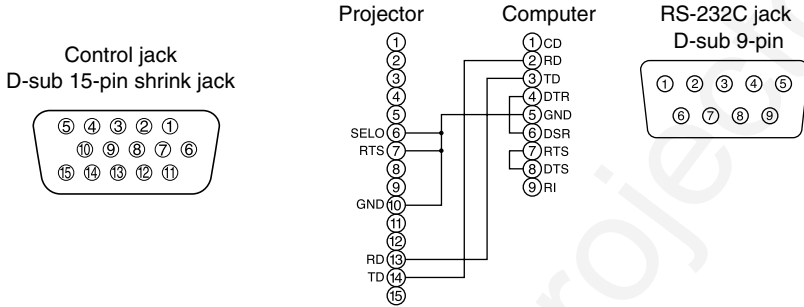 Control jack
D-sub 15-pin shrink jack
⑤ ④ ③ ② ①
⑩ ⑨ ⑧ ⑦ ⑥
⑮ ⑭ ⑬ ⑫ ⑪
Projector
①
②
③
④
⑤
SELO ⑥
RTS ⑦
⑧
⑨
GND ⑩
⑪
⑫
RD ⑬
TD ⑭
⑮
Computer
① CD
② RD
③ TD
④ DTR
⑤ GND
⑥ DSR
⑦ RTS
⑧ DTS
⑨ RI
RS-232C jack
D-sub 9-pin
① ② ③ ④ ⑤
⑥ ⑦ ⑧ ⑨